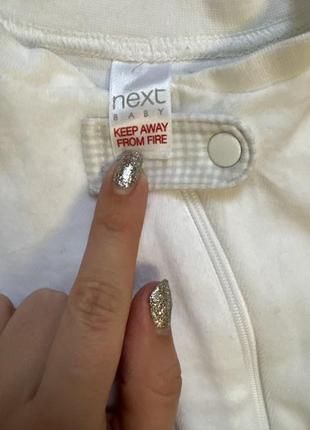 next
BABY
KEEP AWAY
FROM FIRE